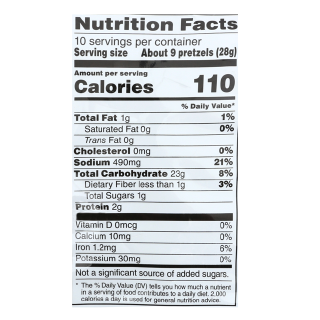 Nutrition Facts
10 servings per container
Serving size About 9 pretzels (28g)
Amount per serving
Calories 110
% Daily Value*
Total Fat 1g 1%
Saturated Fat 0g 0%
Trans Fat 0g
Cholesterol 0mg 0%
Sodium 490mg 21%
Total Carbohydrate 23g 8%
Dietary Fiber less than 1g 3%
Total Sugars 1g
Protein 2g
Vitamin D 0mcg 0%
Calcium 10mg 0%
Iron 1.2mg 6%
Potassium 30mg 0%
Not a significant source of added sugars.
* The % Daily Value (DV) tells you how much a nutrient
in a serving of food contributes to a daily diet. 2,000
calories a day is used for general nutrition advice.